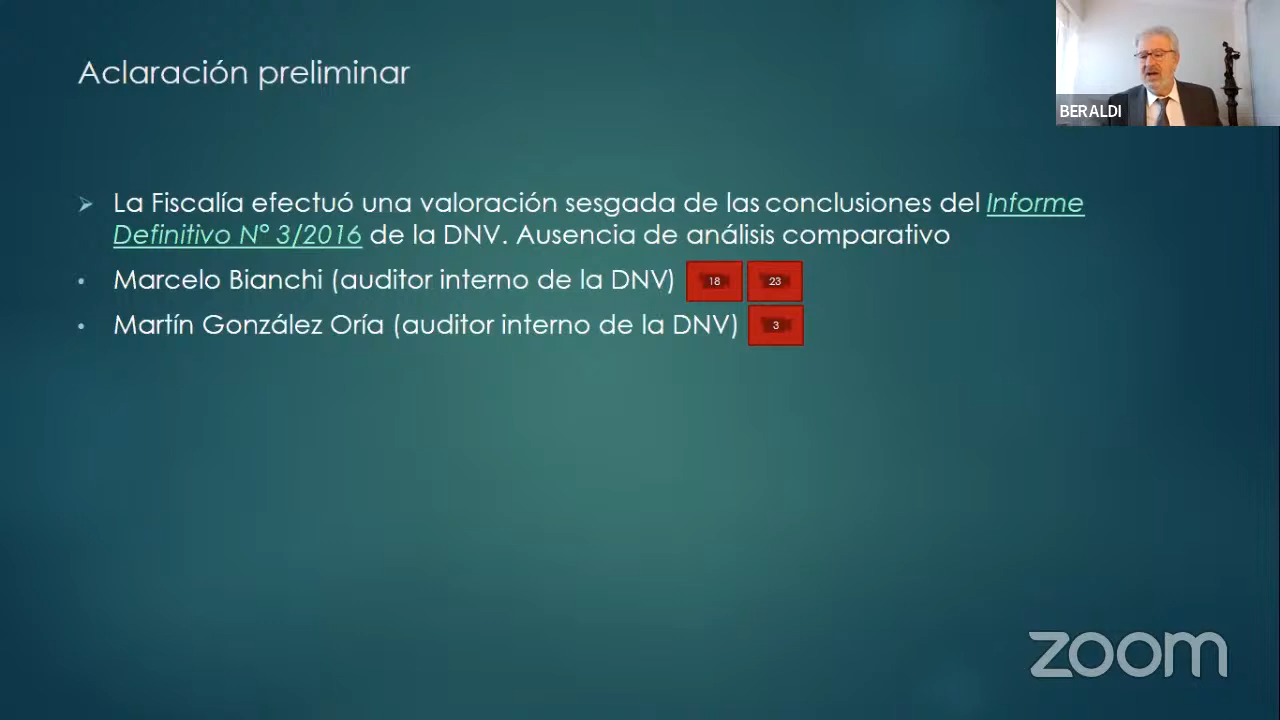 Aclaración preliminar
BERALDI
La Fiscalía efectuó una valoración sesgada de las conclusiones del Informe
Definitivo N° 3/2016 de la DNV. Ausencia de análisis comparativo
Marcelo Bianchi (auditor interno de la DNV) 18 23
Martín González Oría (auditor interno de la DNV) 3
zoom